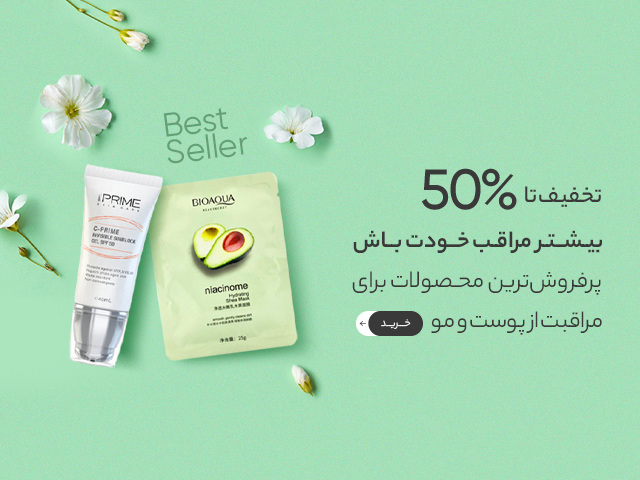 Best
Seller
تخفیف تا 50%
بیشتر مراقب خودت باش
پرفروش‌ترین محصولات برای
مراقبت از پوست و مو
خرید
PRIME
C-PRIME
INVISIBLE SUNBLOCK
GEL SPF 50
BIOAQUA
niacinome
Hydrating
Shea Mask
25g